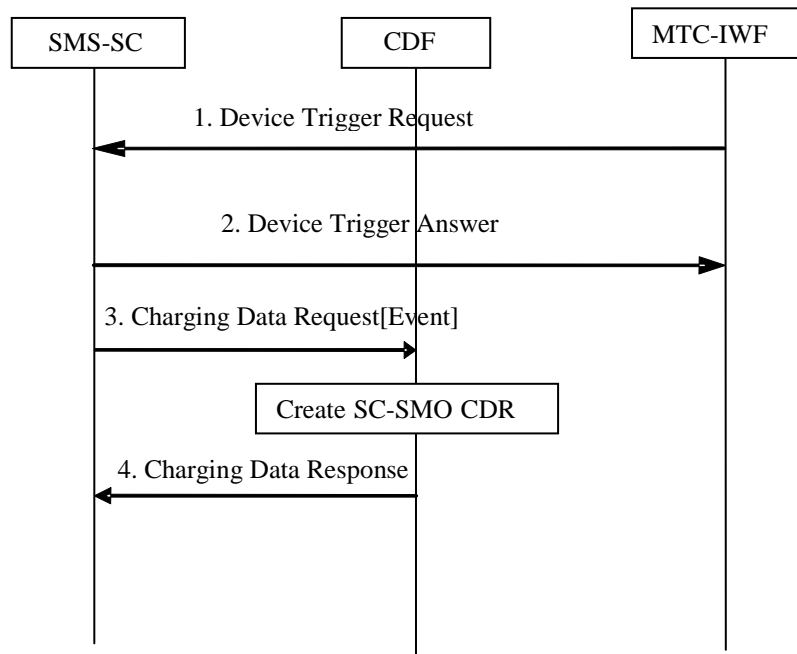 SMS-SC
CDF
MTC-IWF
1. Device Trigger Request
2. Device Trigger Answer
3. Charging Data Request[Event]
Create SC-SMO CDR
4. Charging Data Response